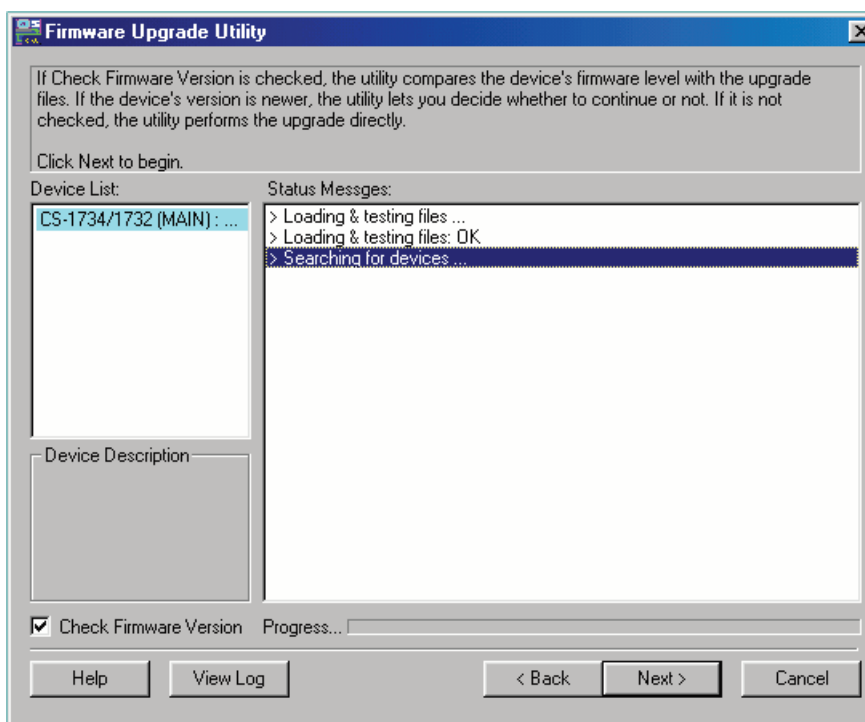 Firmware Upgrade Utility
If Check Firmware Version is checked, the utility compares the device's firmware level with the upgrade
files. If the device's version is newer, the utility lets you decide whether to continue or not. If it is not
checked, the utility performs the upgrade directly.
Click Next to begin.
Device List:
CS-1734/1732 (MAIN) : ...
Status Messges:
> Loading & testing files ...
> Loading & testing files: OK
> Searching for devices ...
Device Description
Check Firmware Version
Progress...
Help
View Log
< Back
Next >
Cancel